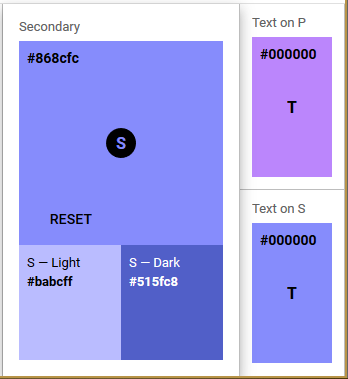 Secondary
#868cfc
S
RESET
S — Light
#babcff
S — Dark
#515fc8
Text on P
#000000
T
Text on S
#000000
T